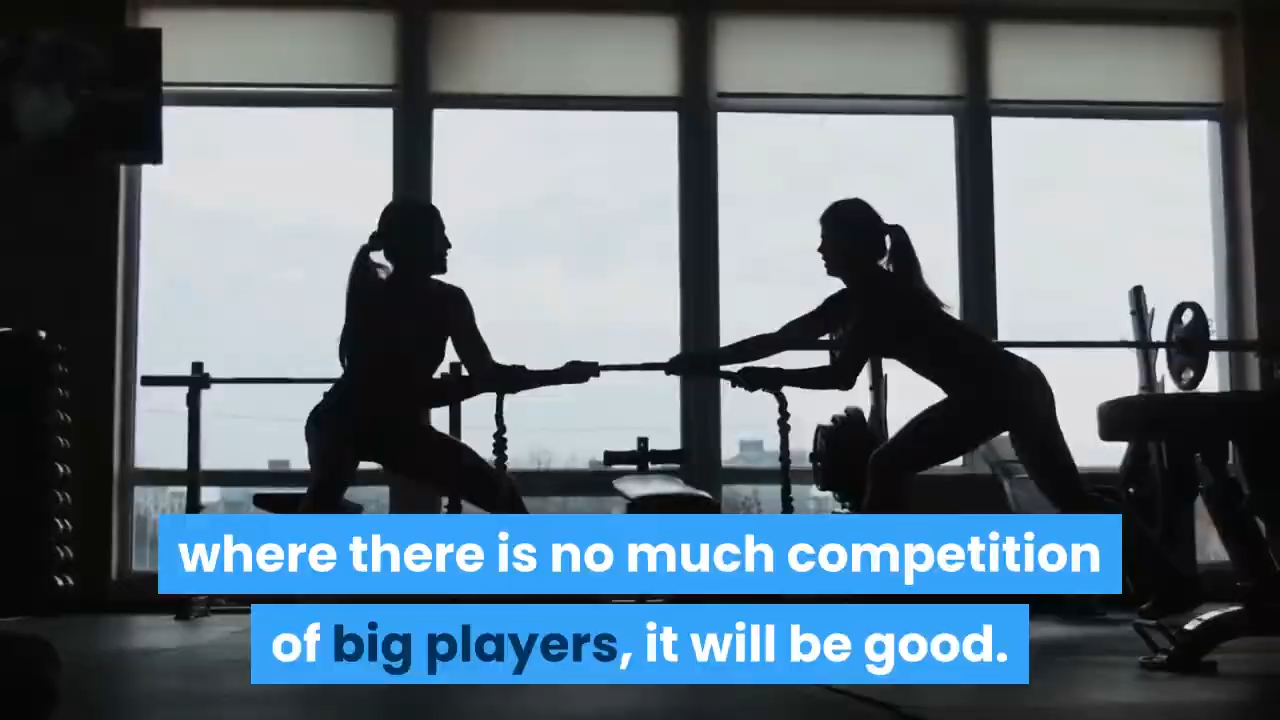 where there is no much competition
of big players, it will be good.